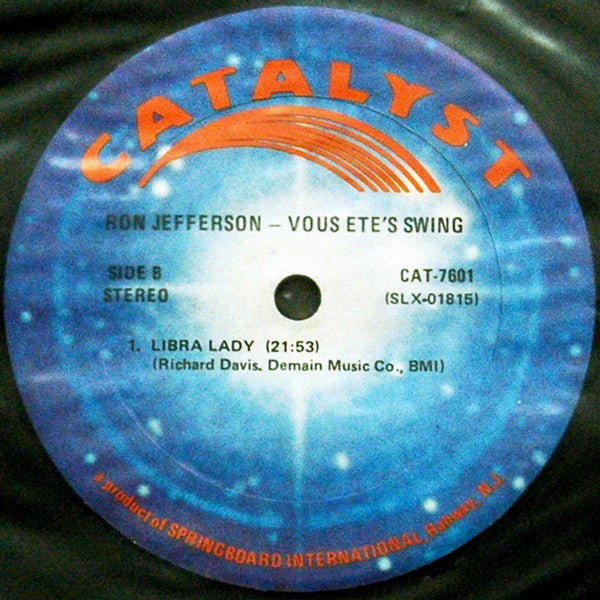 CATALYST
RON JEFFERSON – VOUS ETE'S SWING
SIDE B
STEREO
CAT-7601
(SLX-01815)
1. LIBRA LADY (21:53)
(Richard Davis. Demain Music Co., BMI)
a product of SPRINGBOARD INTERNATIONAL, Rahway, N.J.